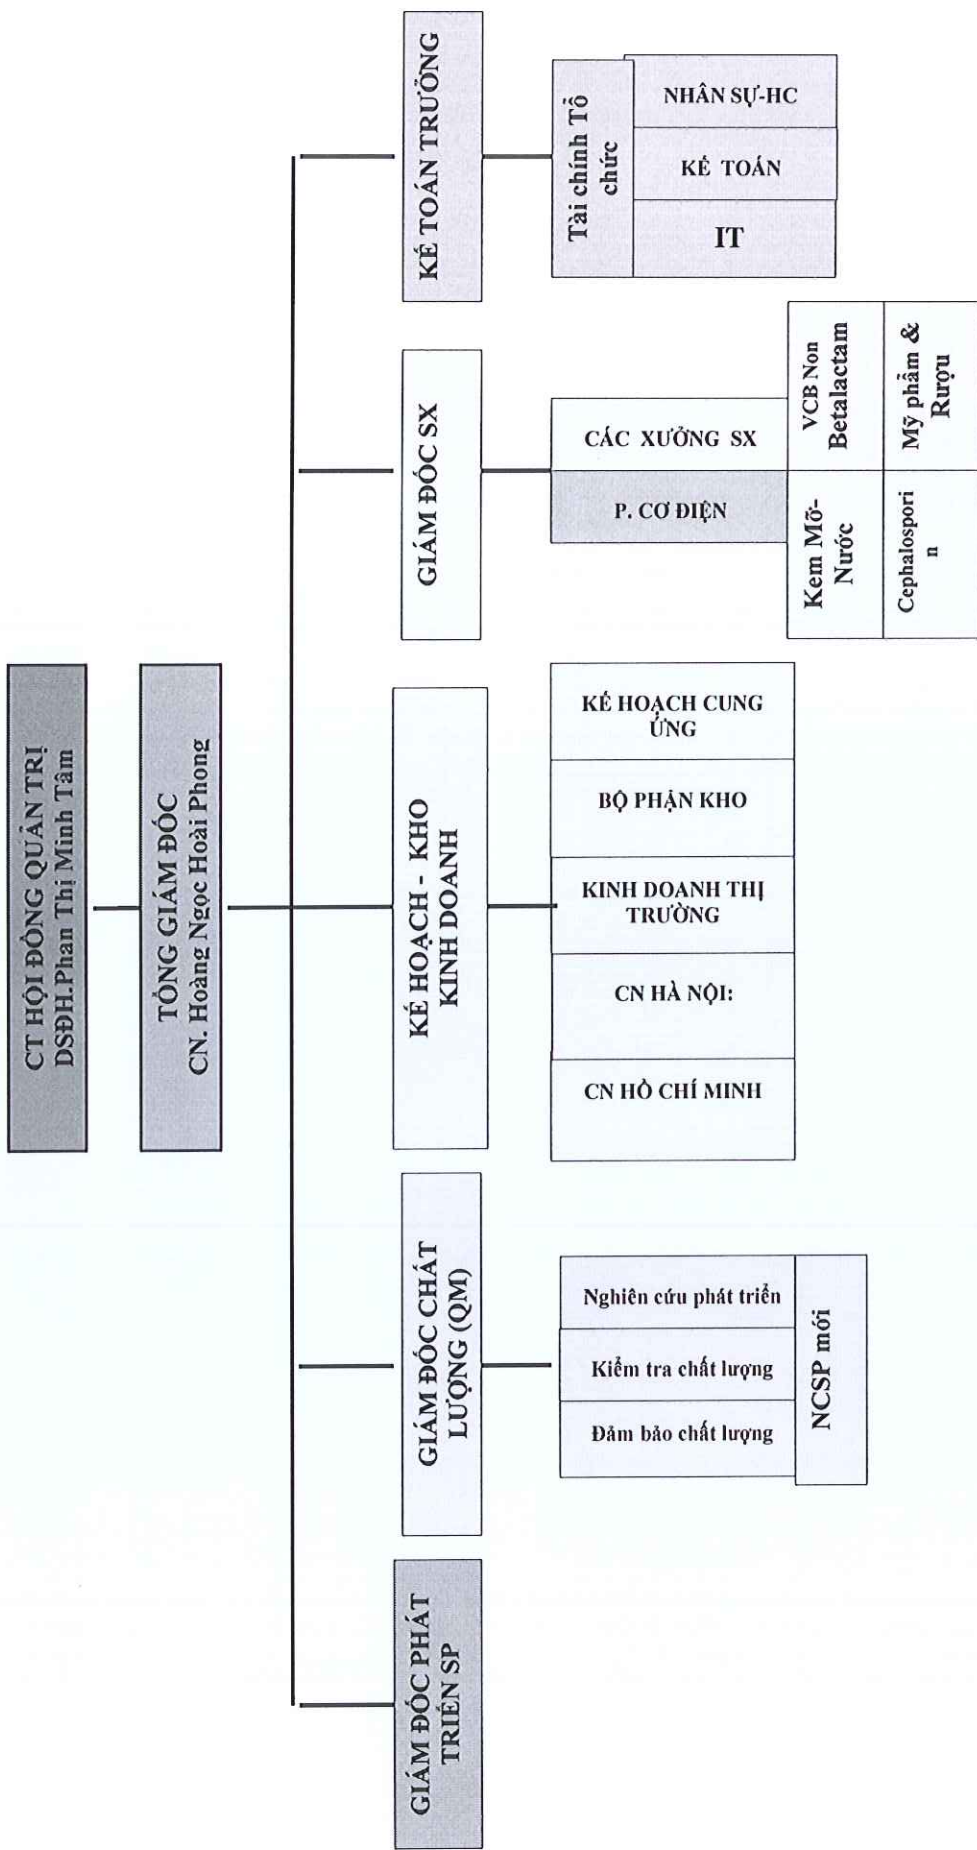 CT HỘI ĐỒNG QUẢN TRỊ
DSĐH.Phan Thị Minh Tâm
TỔNG GIÁM ĐỐC
CN. Hoàng Ngọc Hoài Phong
GIÁM ĐỐC PHÁT
TRIỂN SP
GIÁM ĐỐC CHẤT
LƯỢNG (QM)
Đảm bảo chất lượng
Kiểm tra chất lượng
Nghiên cứu phát triển
NCSP mới
KẾ HOẠCH - KHO
KINH DOANH
CN HỒ CHÍ MINH
CN HÀ NỘI:
KINH DOANH THỊ
TRƯỜNG
BỘ PHẬN KHO
KẾ HOẠCH CUNG
ỨNG
GIÁM ĐỐC SX
P. CƠ ĐIỆN
CÁC XƯỞNG SX
Kem Mỡ-
Nước
VCB Non
Betalactam
Cephalospori
n
Mỹ phẩm &
Rượu
KẾ TOÁN TRƯỞNG
Tài chính Tổ
chức
IT
KẾ TOÁN
NHÂN SỰ-HC